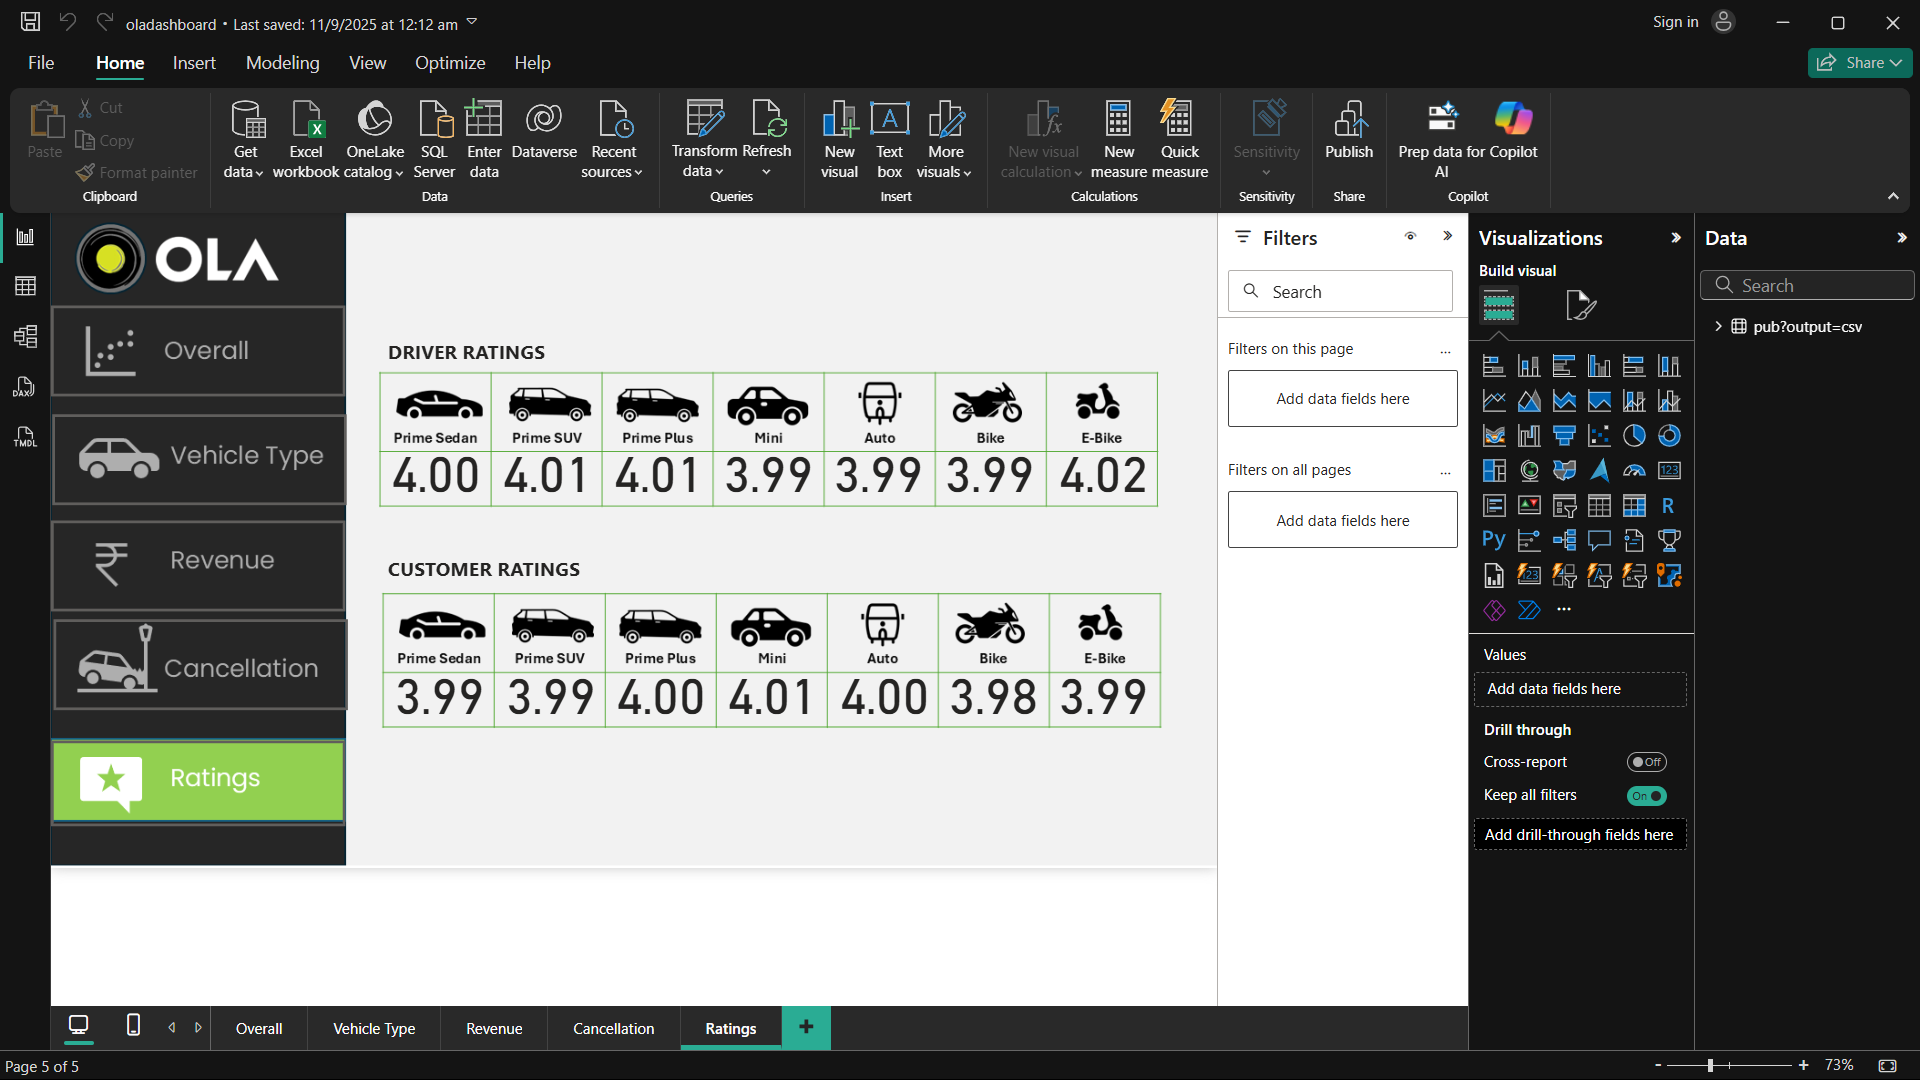 oladashboard • Last saved: 11/9/2025 at 12:12 am
Sign in
File Home Insert Modeling View Optimize Help
Share
Paste
Cut
Copy
Format painter
Clipboard
Get data
Excel workbook
OneLake catalog
SQL Server
Enter data
Dataverse
Recent sources
Data
Transform data
Refresh
Queries
New visual
Text box
More visuals
Insert
New visual calculation
New measure
Quick measure
Calculations
Sensitivity
Sensitivity
Publish
Share
Prep data for AI
Copilot
Copilot
DAX
TMDL
OLA
Overall
Vehicle Type
Revenue
Cancellation
Ratings
DRIVER RATINGS
Prime Sedan Prime SUV Prime Plus Mini Auto Bike E-Bike
4.00 4.01 4.01 3.99 3.99 3.99 4.02
CUSTOMER RATINGS
Prime Sedan Prime SUV Prime Plus Mini Auto Bike E-Bike
3.99 3.99 4.00 4.01 4.00 3.98 3.99
Filters
Search
Filters on this page ...
Add data fields here
Filters on all pages ...
Add data fields here
Visualizations
Build visual
123
R
Py
123
...
Values
Add data fields here
Drill through
Cross-report Off
Keep all filters On
Add drill-through fields here
Data
Search
pub?output=csv
Overall Vehicle Type Revenue Cancellation Ratings +
Page 5 of 5
- + 73%